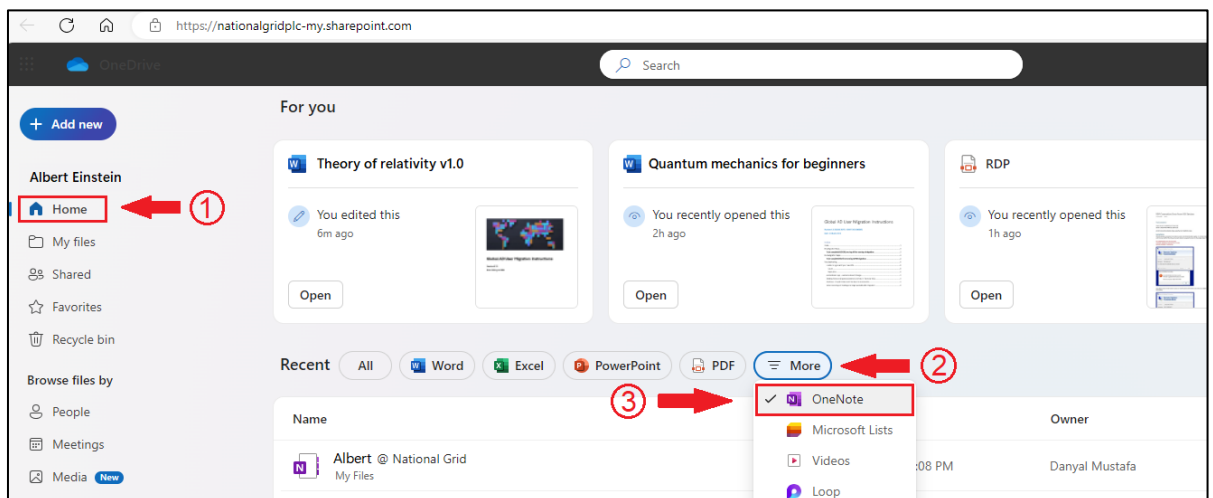 https://nationalgridplc-my.sharepoint.com
OneDrive
Search
Add new
Albert Einstein
Home
①
My files
Shared
Favorites
Recycle bin
Browse files by
People
Meetings
Media New
For you
Theory of relativity v1.0
You edited this
6m ago
Open
Quantum mechanics for beginners
You recently opened this
2h ago
Open
RDP
You recently opened this
1h ago
Open
Recent All Word Excel PowerPoint PDF More
②
③
OneNote
Microsoft Lists
Videos
Loop
Name Owner
Albert @ National Grid
My Files
:08 PM Danyal Mustafa